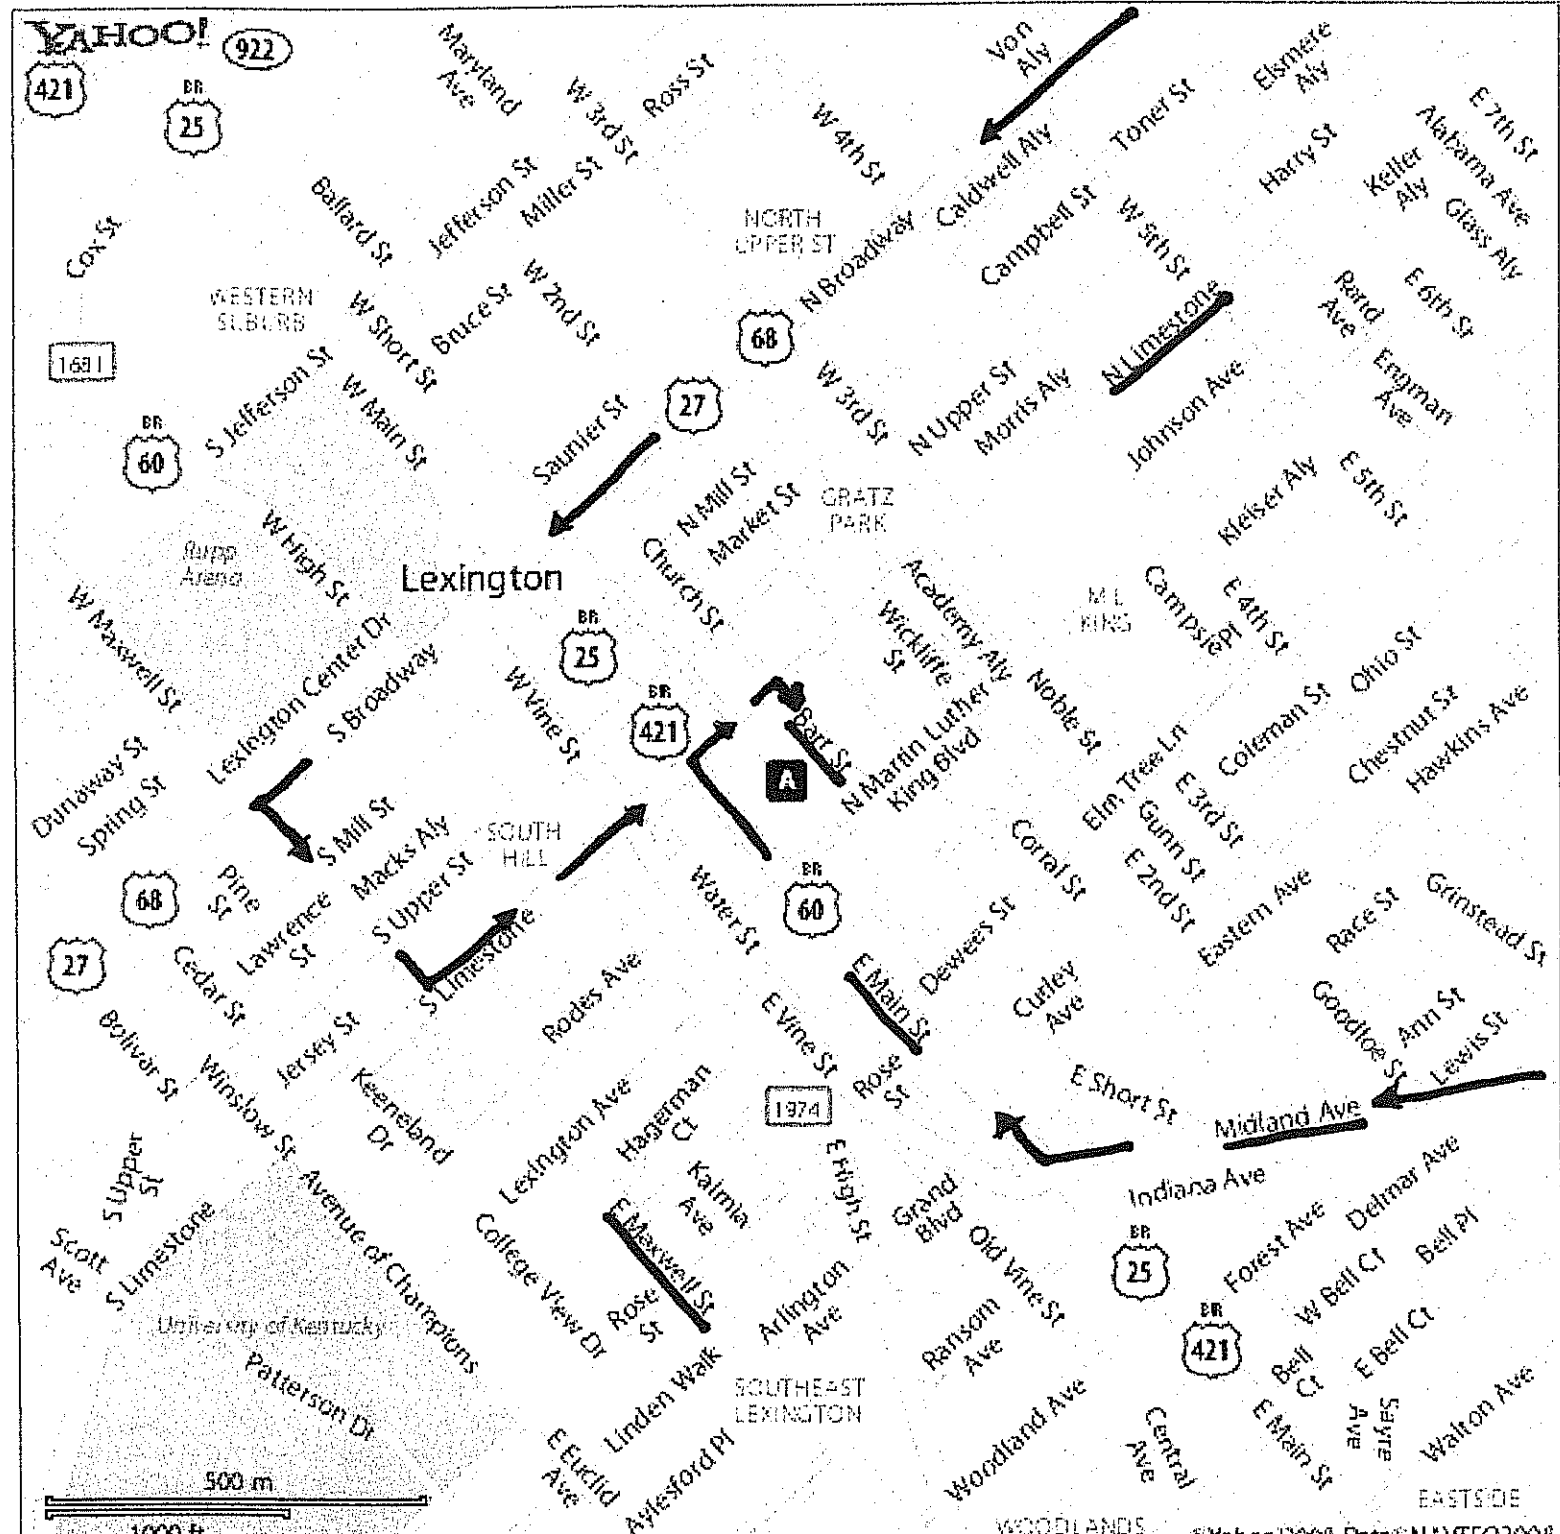 YAHOO!
922
421
BR
25
Maryland
Ave
W 3rd St
Ross St
Von
Aly
Elsmere
Aly
W 4th St
Toner St
E 7th St
Alabama Ave
Harry St
Keller
Aly
Glass Aly
Caldwell Aly
Ballard St
Jefferson St
Miller St
Cox St
NORTH
UPPER ST
N Broadway
Campbell St
W 5th St
WESTERN
SUBURB
W Short St
Bruce St
W 2nd St
68
N Limestone
Rand
Ave
E 6th St
1681
S Jefferson St
W Main St
27
W 3rd St
N Upper St
Morris Aly
Johnson Ave
Engman
Ave
BR
60
Saunier St
N Mill St
Market St
GRATZ
PARK
Kleiser Aly
E 5th St
Rupp
Arena
W High St
Lexington
Church St
Academy Aly
Wickliffe
St
M L
KING
Campsie Pl
E 4th St
W Maxwell St
BR
25
Lexington Center Dr
S Broadway
W Vine St
BR
421
Barr St
A
N Martin Luther
King Blvd
Noble St
Ohio St
Coleman St
Chestnut St
Hawkins Ave
Elm Tree Ln
E 3rd St
Gunn St
Dunaway St
Spring St
S Mill St
Macks Aly
SOUTH
HILL
Corral St
E 2nd St
Pine
St
68
Lawrence
St
S Upper St
Water St
BR
60
Dewees St
Eastern Ave
Race St
Grinstead St
27
Cedar St
S Limestone
Rodes Ave
E Main St
Curley
Ave
Goodloe St
Ann St
Lewis St
Bolivar St
Winslow St
Jersey St
Keeneland
Dr
E Vine St
Rose
St
E Short St
Lexington Ave
Hagerman
Ct
1974
Midland Ave
S Upper
St
Kalmia
Ave
E High St
Grand
Blvd
Indiana Ave
Delmar Ave
Scott
Ave
S Limestone
Avenue of Champions
College View Dr
E Maxwell St
Old Vine St
BR
25
Forest Ave
Bell Pl
W Bell Ct
University of Kentucky
Rose
St
Arlington
Ave
Ransom
Ave
BR
421
Bell
Ct
E Bell Ct
Patterson Dr
Linden Walk
SOUTHEAST
LEXINGTON
Woodland Ave
Central
Ave
E Main St
Sayre
Ave
Walton Ave
E Euclid
Ave
Aylesford Pl
500 m
1000 ft
EASTSIDE
WOODLANDS